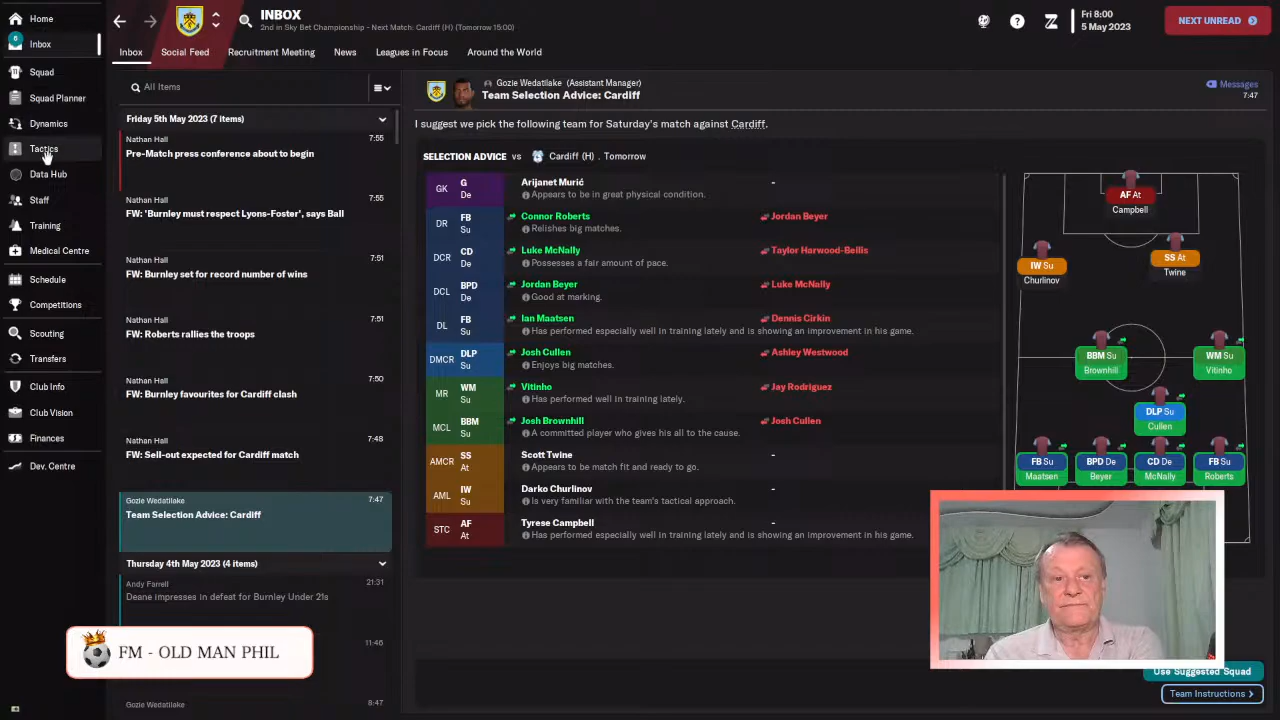 Home
INBOX
2nd in Sky Bet Championship - Next Match: Cardiff (H) (Tomorrow 15:00)
Fri 8:00
5 May 2023
NEXT UNREAD
6
Inbox
Squad
Squad Planner
Dynamics
Tactics
Data Hub
Staff
Training
Medical Centre
Schedule
Competitions
Scouting
Transfers
Club Info
Club Vision
Finances
Dev. Centre
Inbox Social Feed Recruitment Meeting News Leagues in Focus Around the World
All Items
Friday 5th May 2023 (7 items)
Nathan Hall 7:55
Pre-Match press conference about to begin
Nathan Hall 7:55
FW: 'Burnley must respect Lyons-Foster', says Ball
Nathan Hall 7:51
FW: Burnley set for record number of wins
Nathan Hall 7:51
FW: Roberts rallies the troops
Nathan Hall 7:50
FW: Burnley favourites for Cardiff clash
Nathan Hall 7:48
FW: Sell-out expected for Cardiff match
Gozie Wedatilake 7:47
Team Selection Advice: Cardiff
Thursday 4th May 2023 (4 items)
Andy Farrell 21:31
Deane impresses in defeat for Burnley Under 21s
11:46
Gozie Wedatilake 8:47
FM - OLD MAN PHIL
Gozie Wedatilake (Assistant Manager)
Team Selection Advice: Cardiff
Messages
7:47
I suggest we pick the following team for Saturday's match against Cardiff.
SELECTION ADVICE vs Cardiff (H) . Tomorrow
GK G De Arijanet Murić -
Appears to be in great physical condition.
DR FB Su Connor Roberts Jordan Beyer
Relishes big matches.
DCR CD De Luke McNally Taylor Harwood-Bellis
Possesses a fair amount of pace.
DCL BPD De Jordan Beyer Luke McNally
Good at marking.
DL FB Su Ian Maatsen Dennis Cirkin
Has performed especially well in training lately and is showing an improvement in his game.
DMCR DLP Su Josh Cullen Ashley Westwood
Enjoys big matches.
MR WM Su Vitinho Jay Rodriguez
Has performed well in training lately.
MCL BBM Su Josh Brownhill Josh Cullen
A committed player who gives his all to the cause.
AMCR SS At Scott Twine -
Appears to be match fit and ready to go.
AML IW Su Darko Churlinov -
Is very familiar with the team's tactical approach.
STC AF At Tyrese Campbell -
Has performed especially well in training lately and is showing an improvement in his game.
AF At
Campbell
IW Su
Churlinov
SS At
Twine
BBM Su
Brownhill
WM Su
Vitinho
DLP Su
Cullen
FB Su
Maatsen
BPD De
Beyer
CD De
McNally
FB Su
Roberts
Use Suggested Squad
Team Instructions